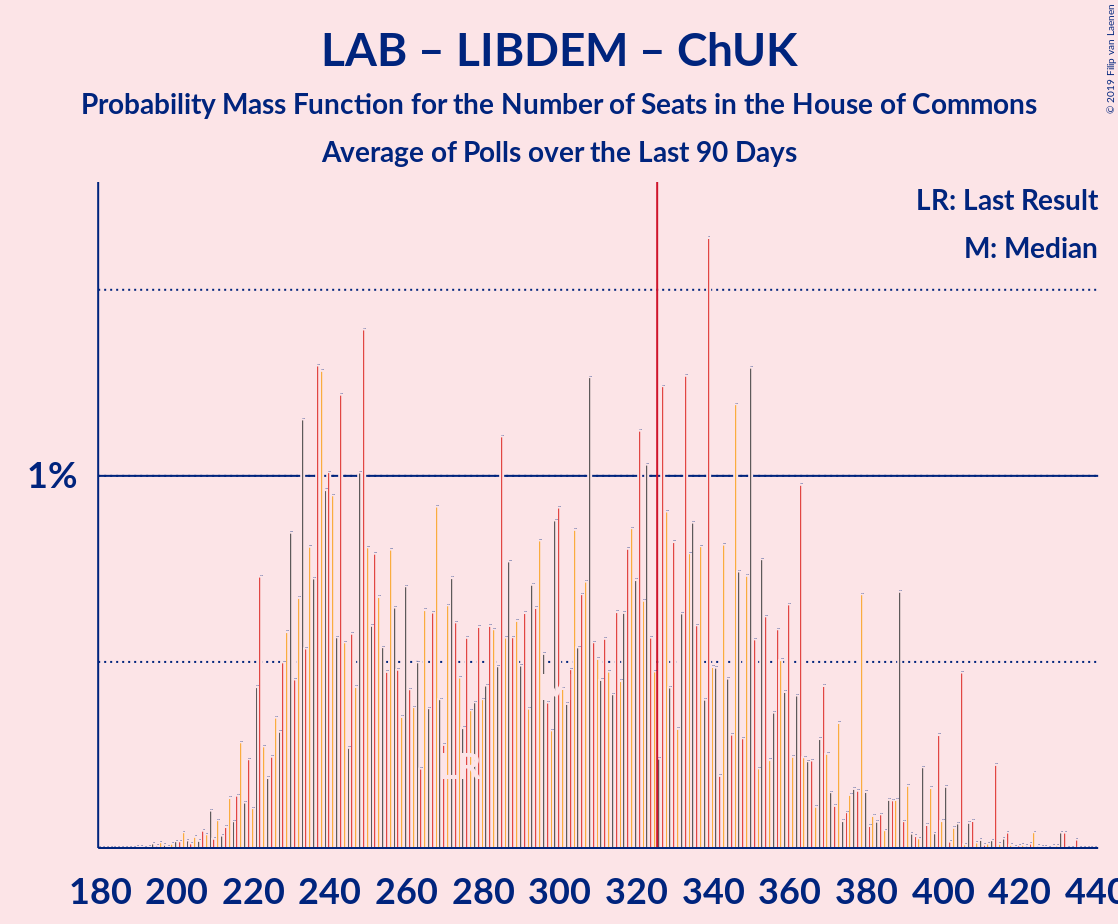 LAB – LIBDEM – ChUK
Probability Mass Function for the Number of Seats in the House of Commons
Average of Polls over the Last 90 Days
© 2019 Filip van Laenen
LR: Last Result
M: Median
1%
M
LR
180 200 220 240 260 280 300 320 340 360 380 400 420 440